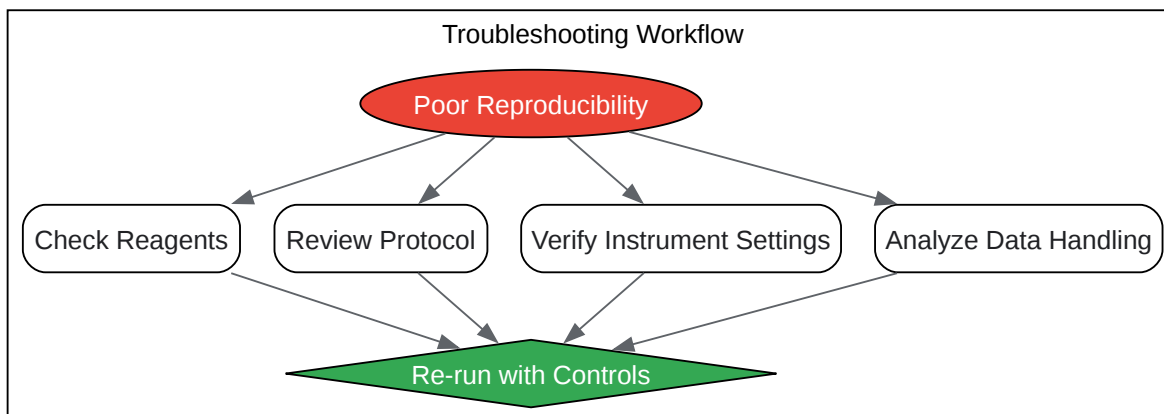 Troubleshooting Workflow
Poor Reproducibility
Check Reagents
Review Protocol
Verify Instrument Settings
Analyze Data Handling
Re-run with Controls